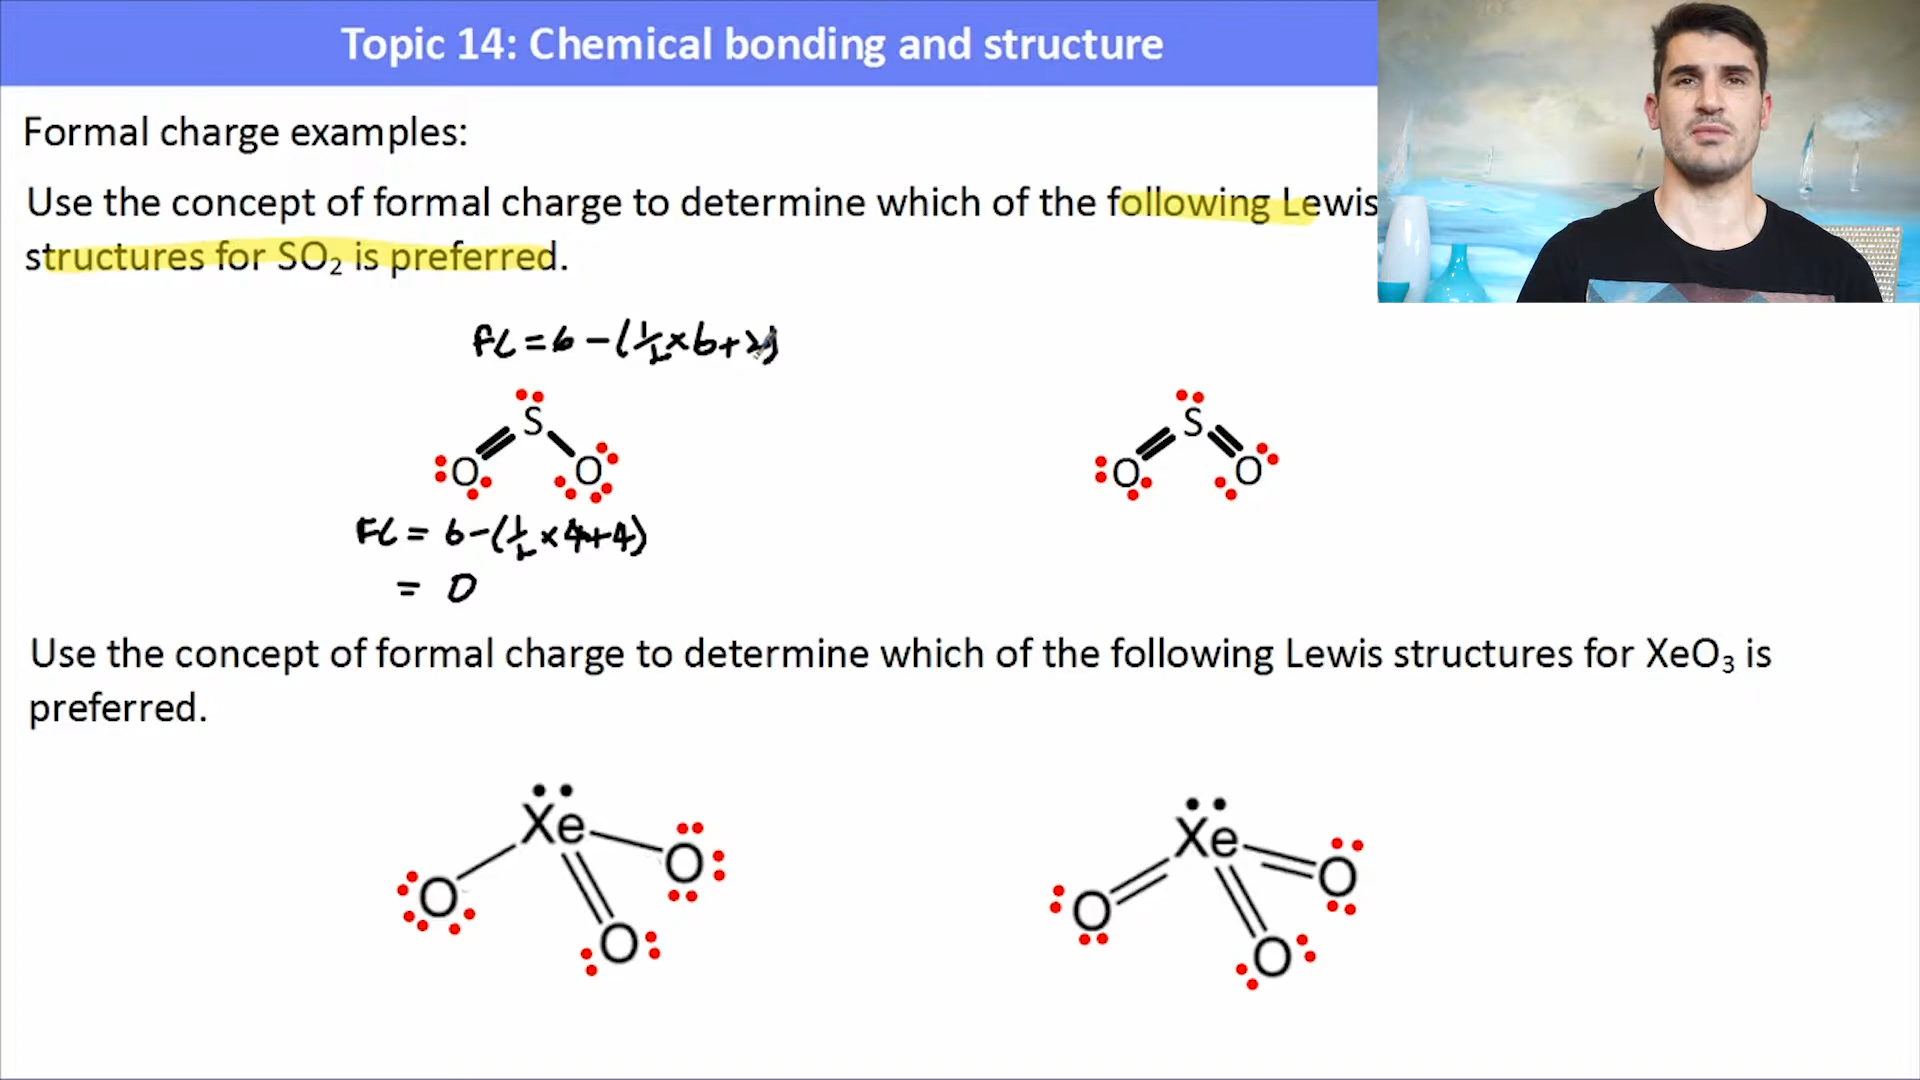 Topic 14: Chemical bonding and structure
Formal charge examples:
Use the concept of formal charge to determine which of the following Lewis
structures for SO₂ is preferred.
FC = 6 - (½ × 6 + 2)
S
S
O
O
O
O
FC = 6 - (½ × 4 + 4)
= 0
Use the concept of formal charge to determine which of the following Lewis structures for XeO₃ is
preferred.
Xe
Xe
O
O
O
O
O
O